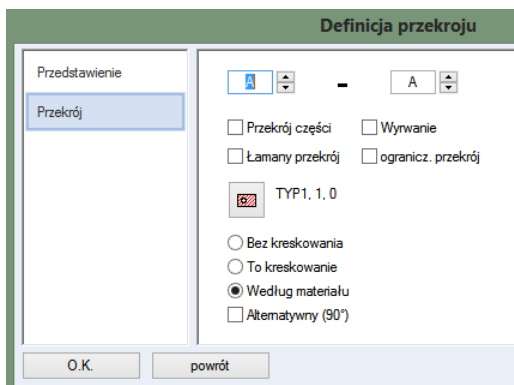 Definicja przekroju
Przedstawienie
Przekrój
A - A
Przekrój części Wyrwanie
Łamany przekrój ogranicz. przekrój
TYP1, 1, 0
Bez kreskowania
To kreskowanie
Według materiału
Alternatywny (90°)
O.K. powrót